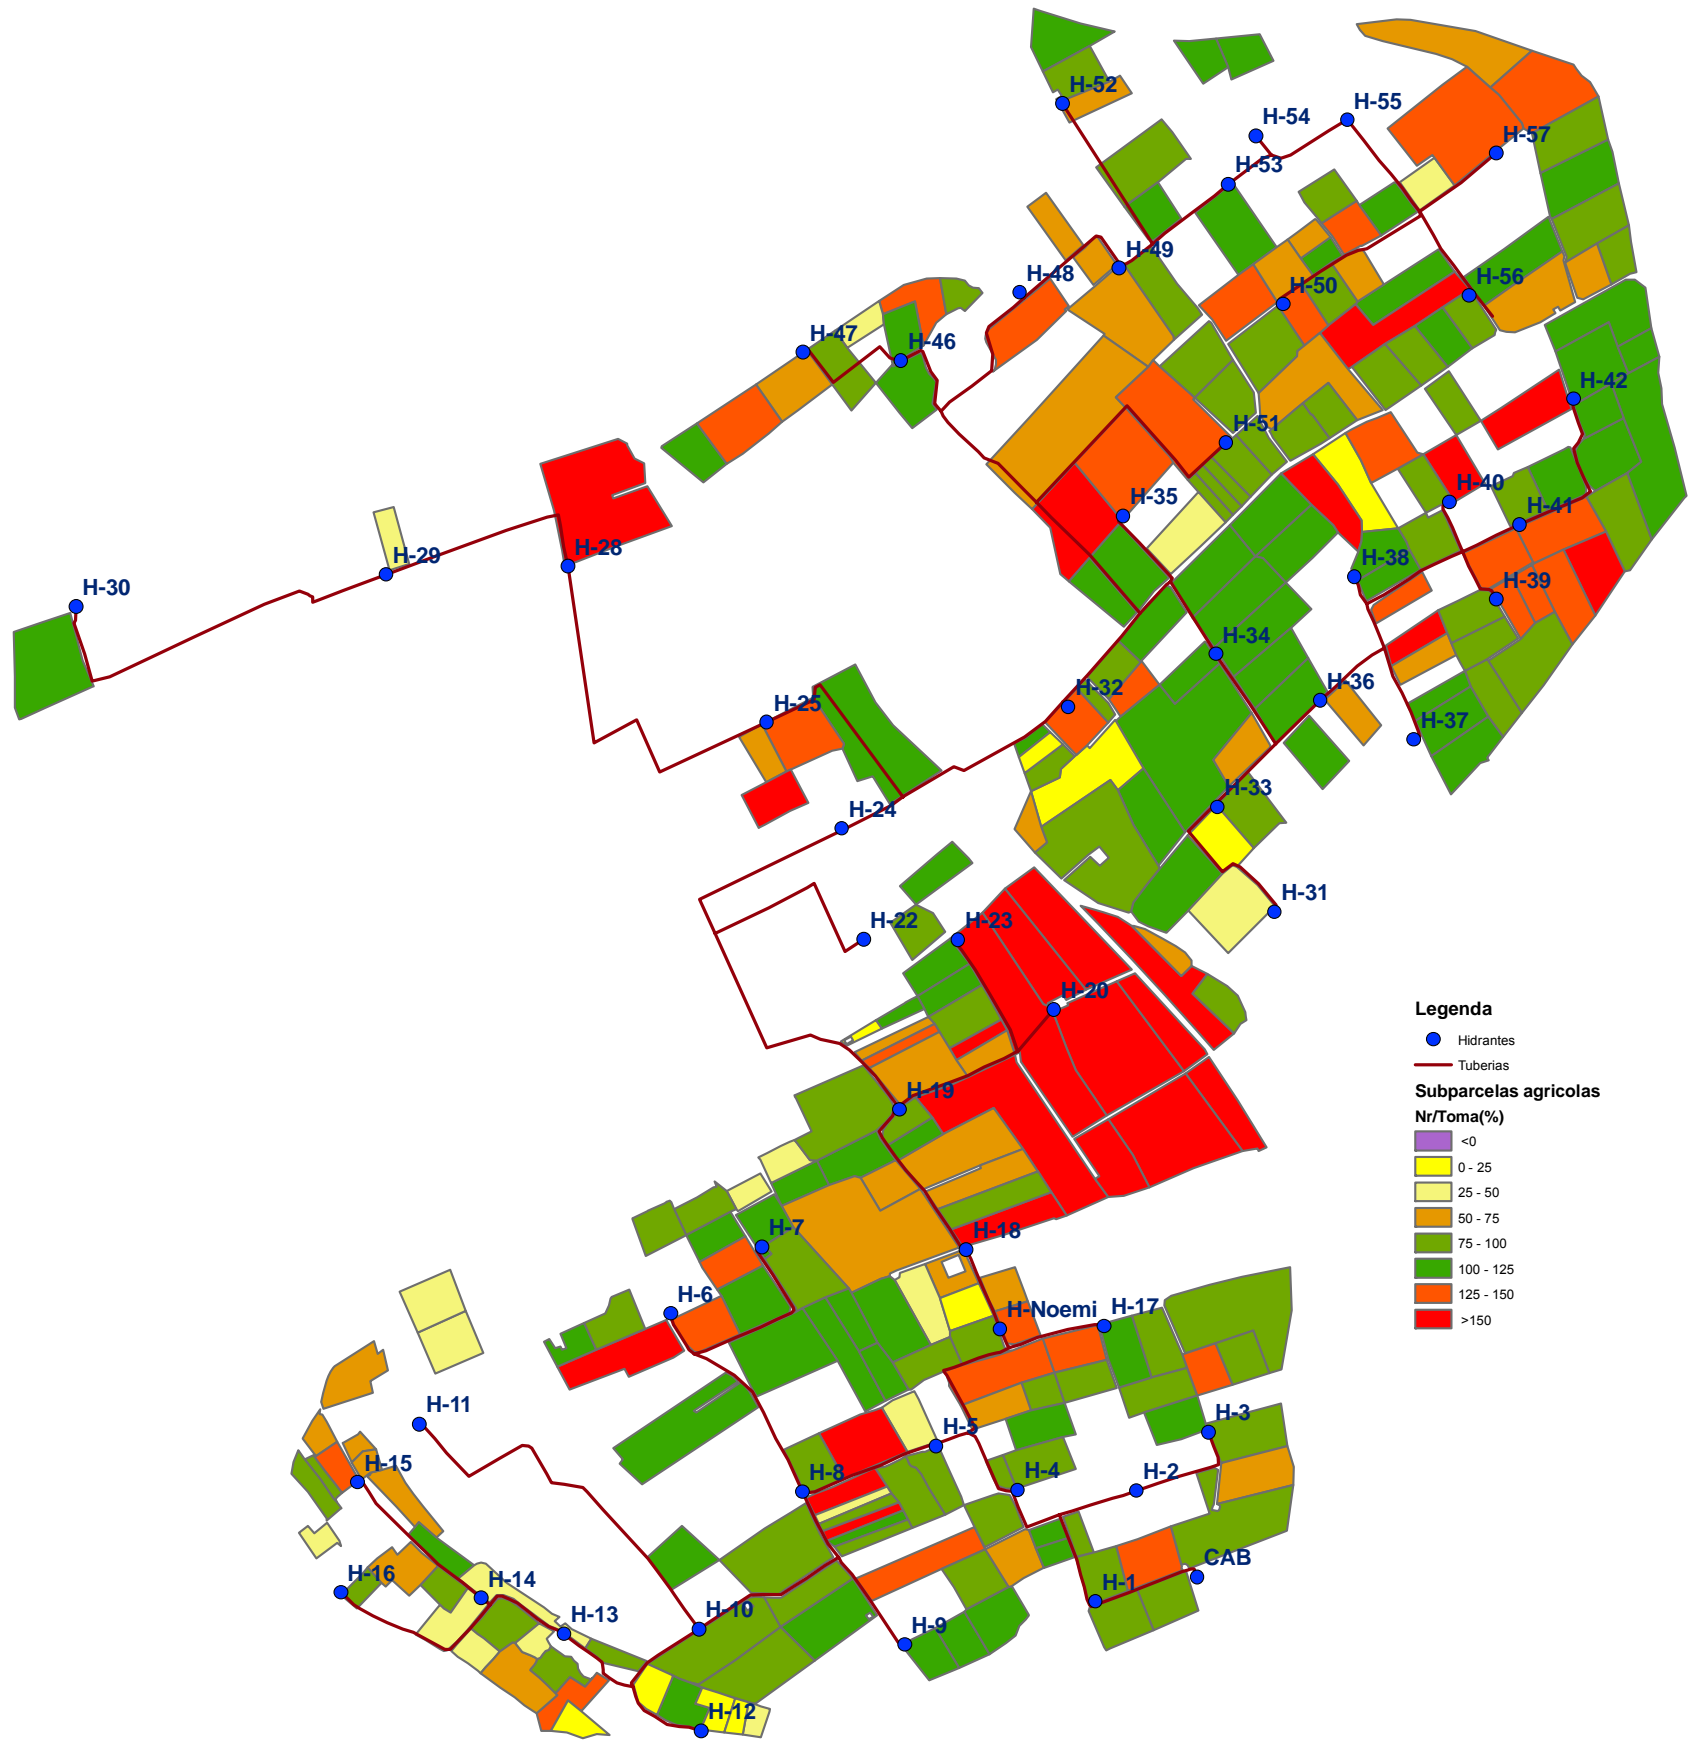 H-52
H-54
H-55
H-57
H-53
H-49
H-48
H-50
H-56
H-47
H-46
H-42
H-51
H-35
H-40
H-41
H-28
H-29
H-38
H-30
H-39
H-34
H-32
H-36
H-25
H-37
H-33
H-24
H-31
H-22
H-23
H-20
Legenda
Hidrantes
Tuberias
Subparcelas agricolas
Nr/Toma(%)
<0
0 - 25
25 - 50
50 - 75
75 - 100
100 - 125
125 - 150
>150
H-19
H-7
H-18
H-6
H-Noemi
H-17
H-11
H-3
H-5
H-15
H-8
H-4
H-2
CAB
H-16
H-14
H-1
H-10
H-13
H-9
H-12